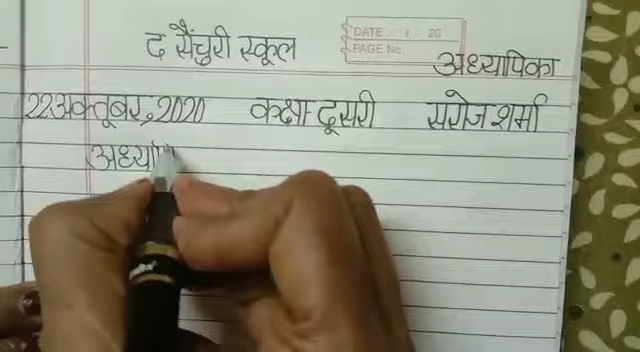 द सैंचुरी स्कूल
DATE / 20
PAGE No.
अध्यापिका
22 अक्तूबर, 2020 कक्षा दूसरी सरोज शर्मा